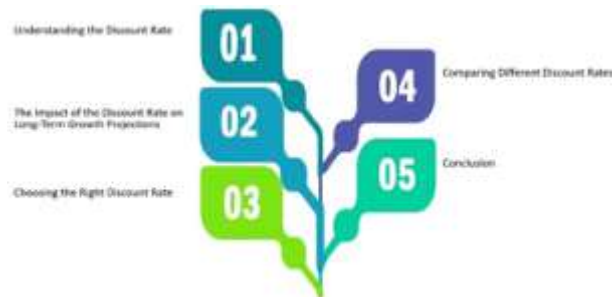 Understanding the Discount Rate
01
The Impact of the Discount Rate on
Long-Term Growth Projections
02
Choosing the Right Discount Rate
03
04
Comparing Different Discount Rates
05
Conclusion